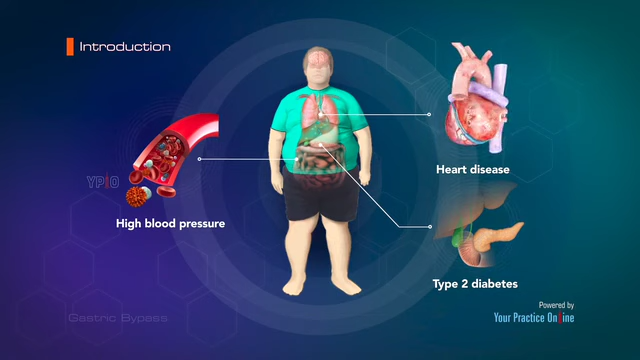 Introduction
YPO
Heart disease
High blood pressure
Type 2 diabetes
Gastric Bypass
Powered by
Your Practice Online